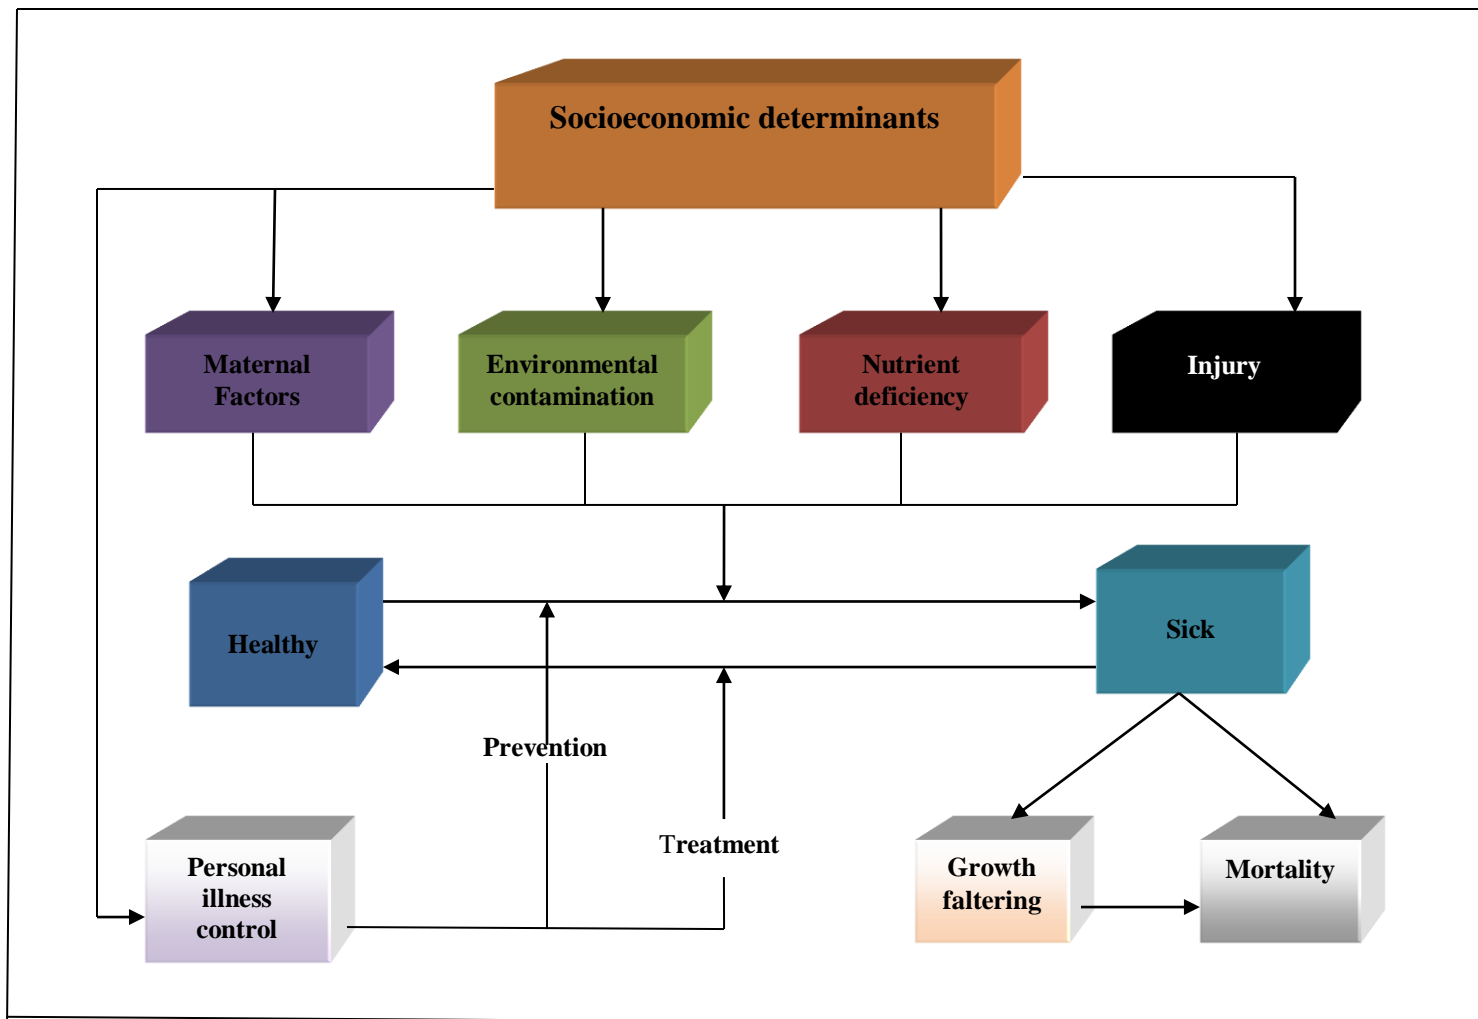 Socioeconomic determinants
Maternal
Factors
Environmental
contamination
Nutrient
deficiency
Injury
Healthy
Sick
Prevention
Treatment
Personal
illness
control
Growth
faltering
Mortality